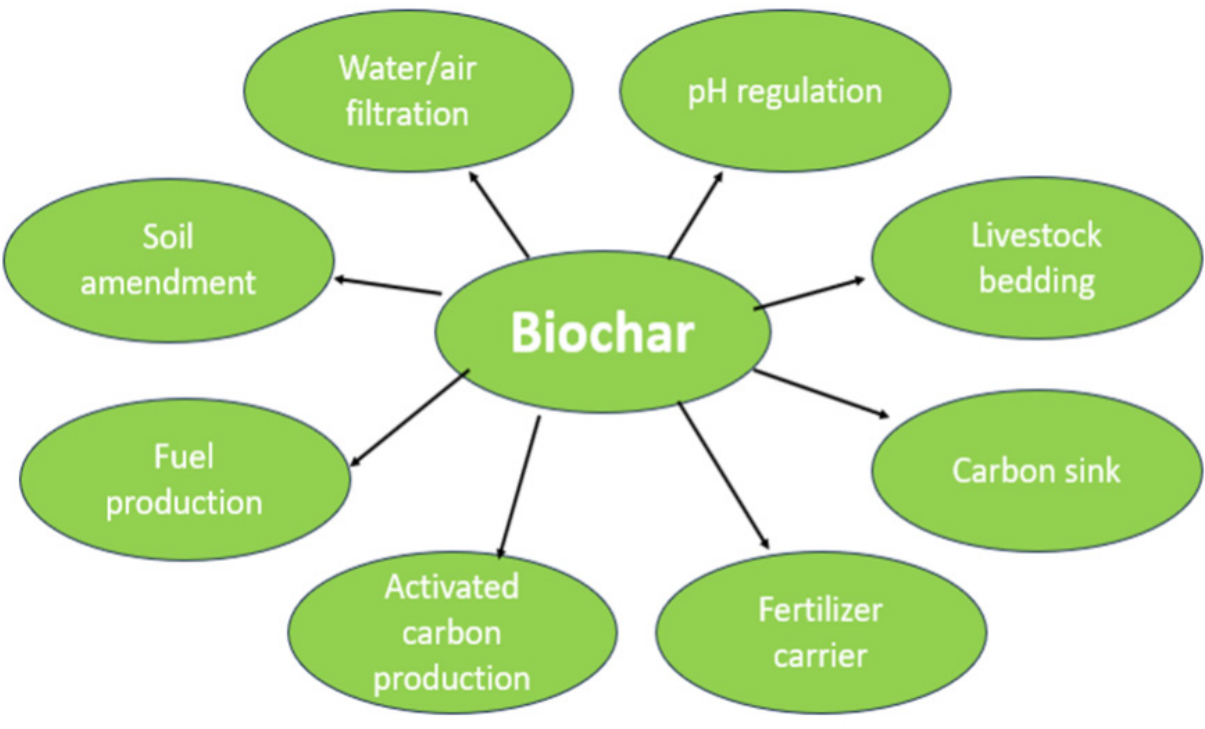 Water/air
filtration
pH regulation
Soil
amendment
Livestock
bedding
Biochar
Fuel
production
Carbon sink
Activated
carbon
production
Fertilizer
carrier